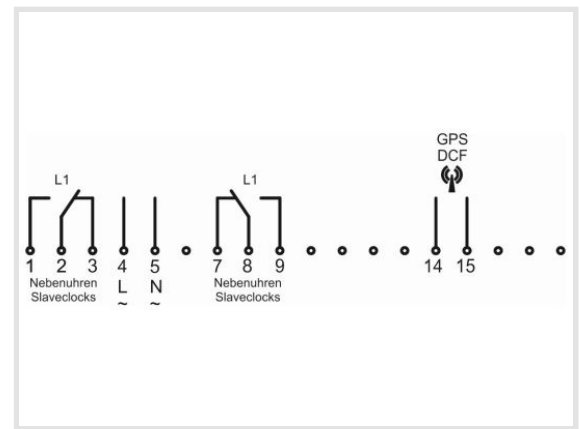 GPS
DCF
L1 L1
1 2 3 4 5 7 8 9 14 15
Nebenuhren L N Nebenuhren
Slaveclocks ~ ~ Slaveclocks